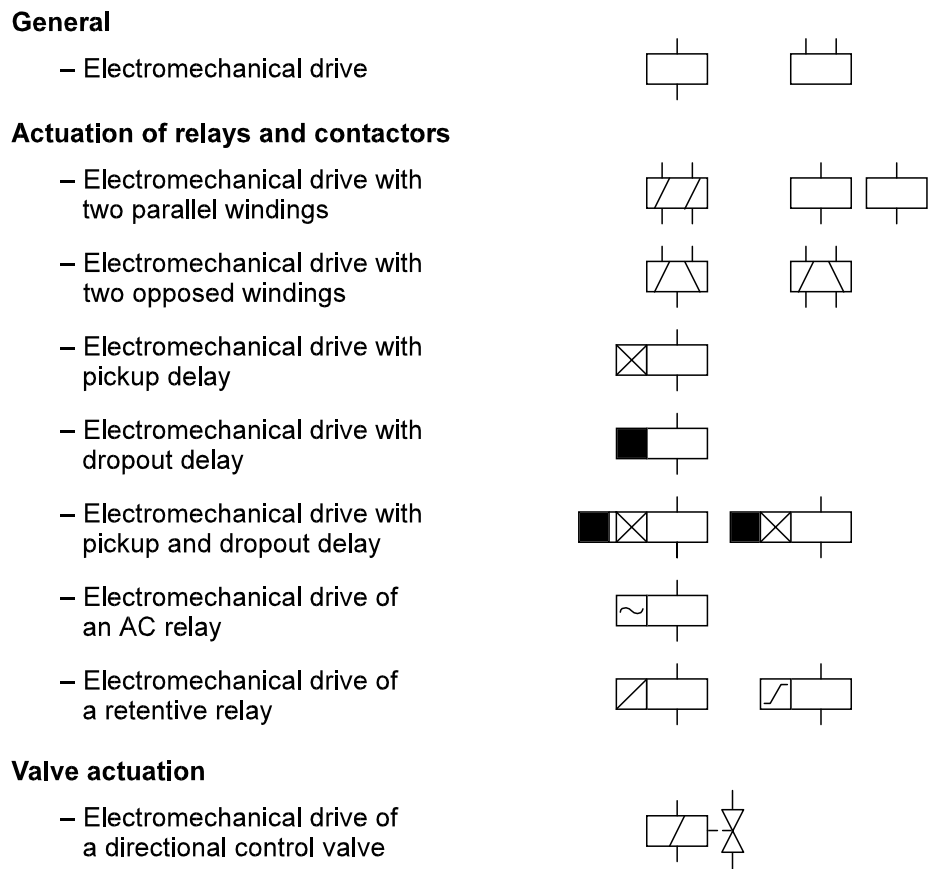 General
– Electromechanical drive
Actuation of relays and contactors
– Electromechanical drive with
two parallel windings
– Electromechanical drive with
two opposed windings
– Electromechanical drive with
pickup delay
– Electromechanical drive with
dropout delay
– Electromechanical drive with
pickup and dropout delay
– Electromechanical drive of
an AC relay
– Electromechanical drive of
a retentive relay
Valve actuation
– Electromechanical drive of
a directional control valve